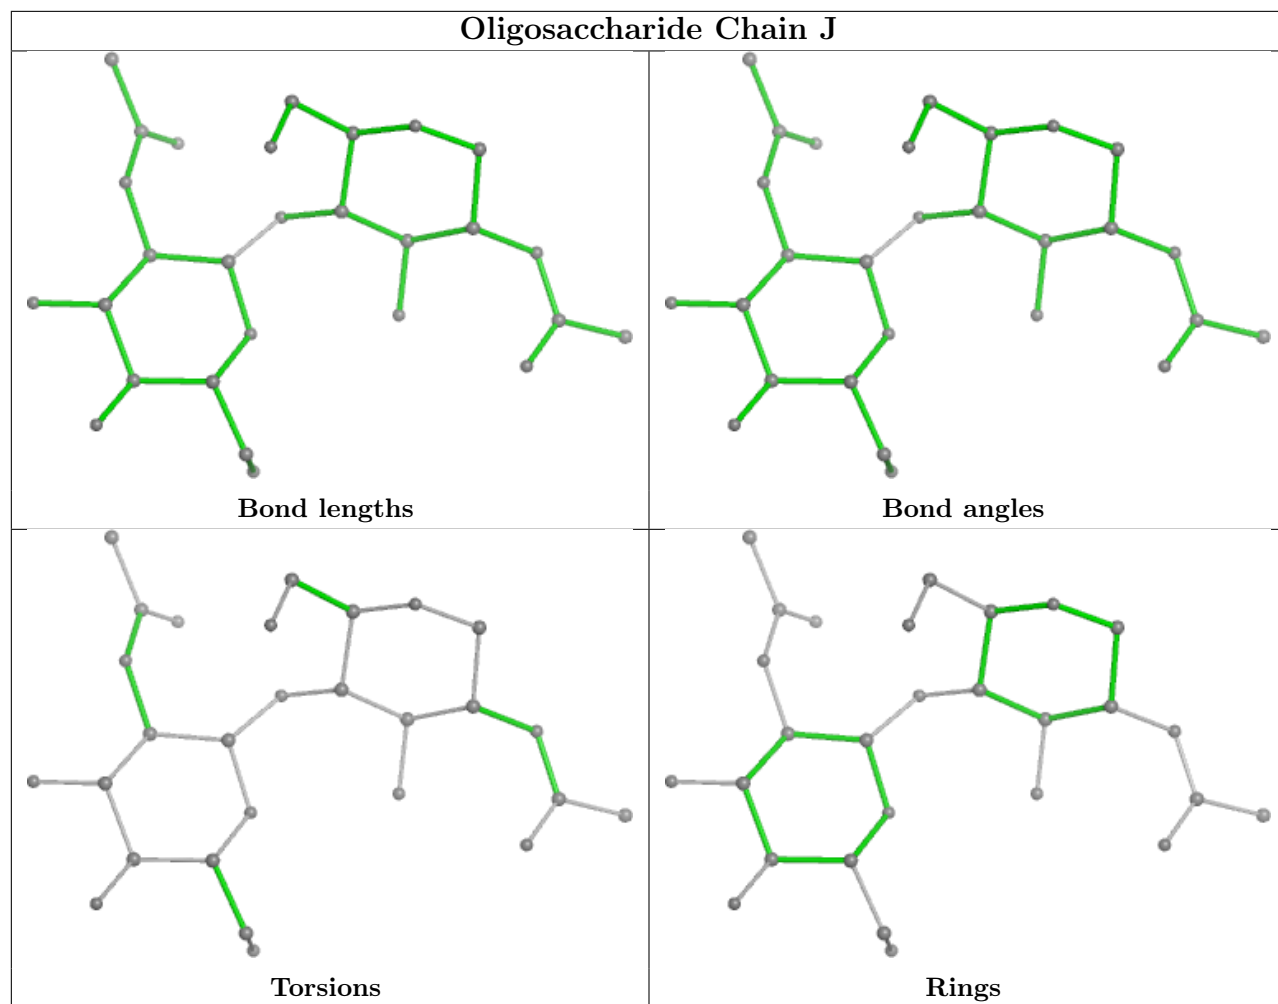 Oligosaccharide Chain J
Bond lengths
Bond angles
Torsions
Rings